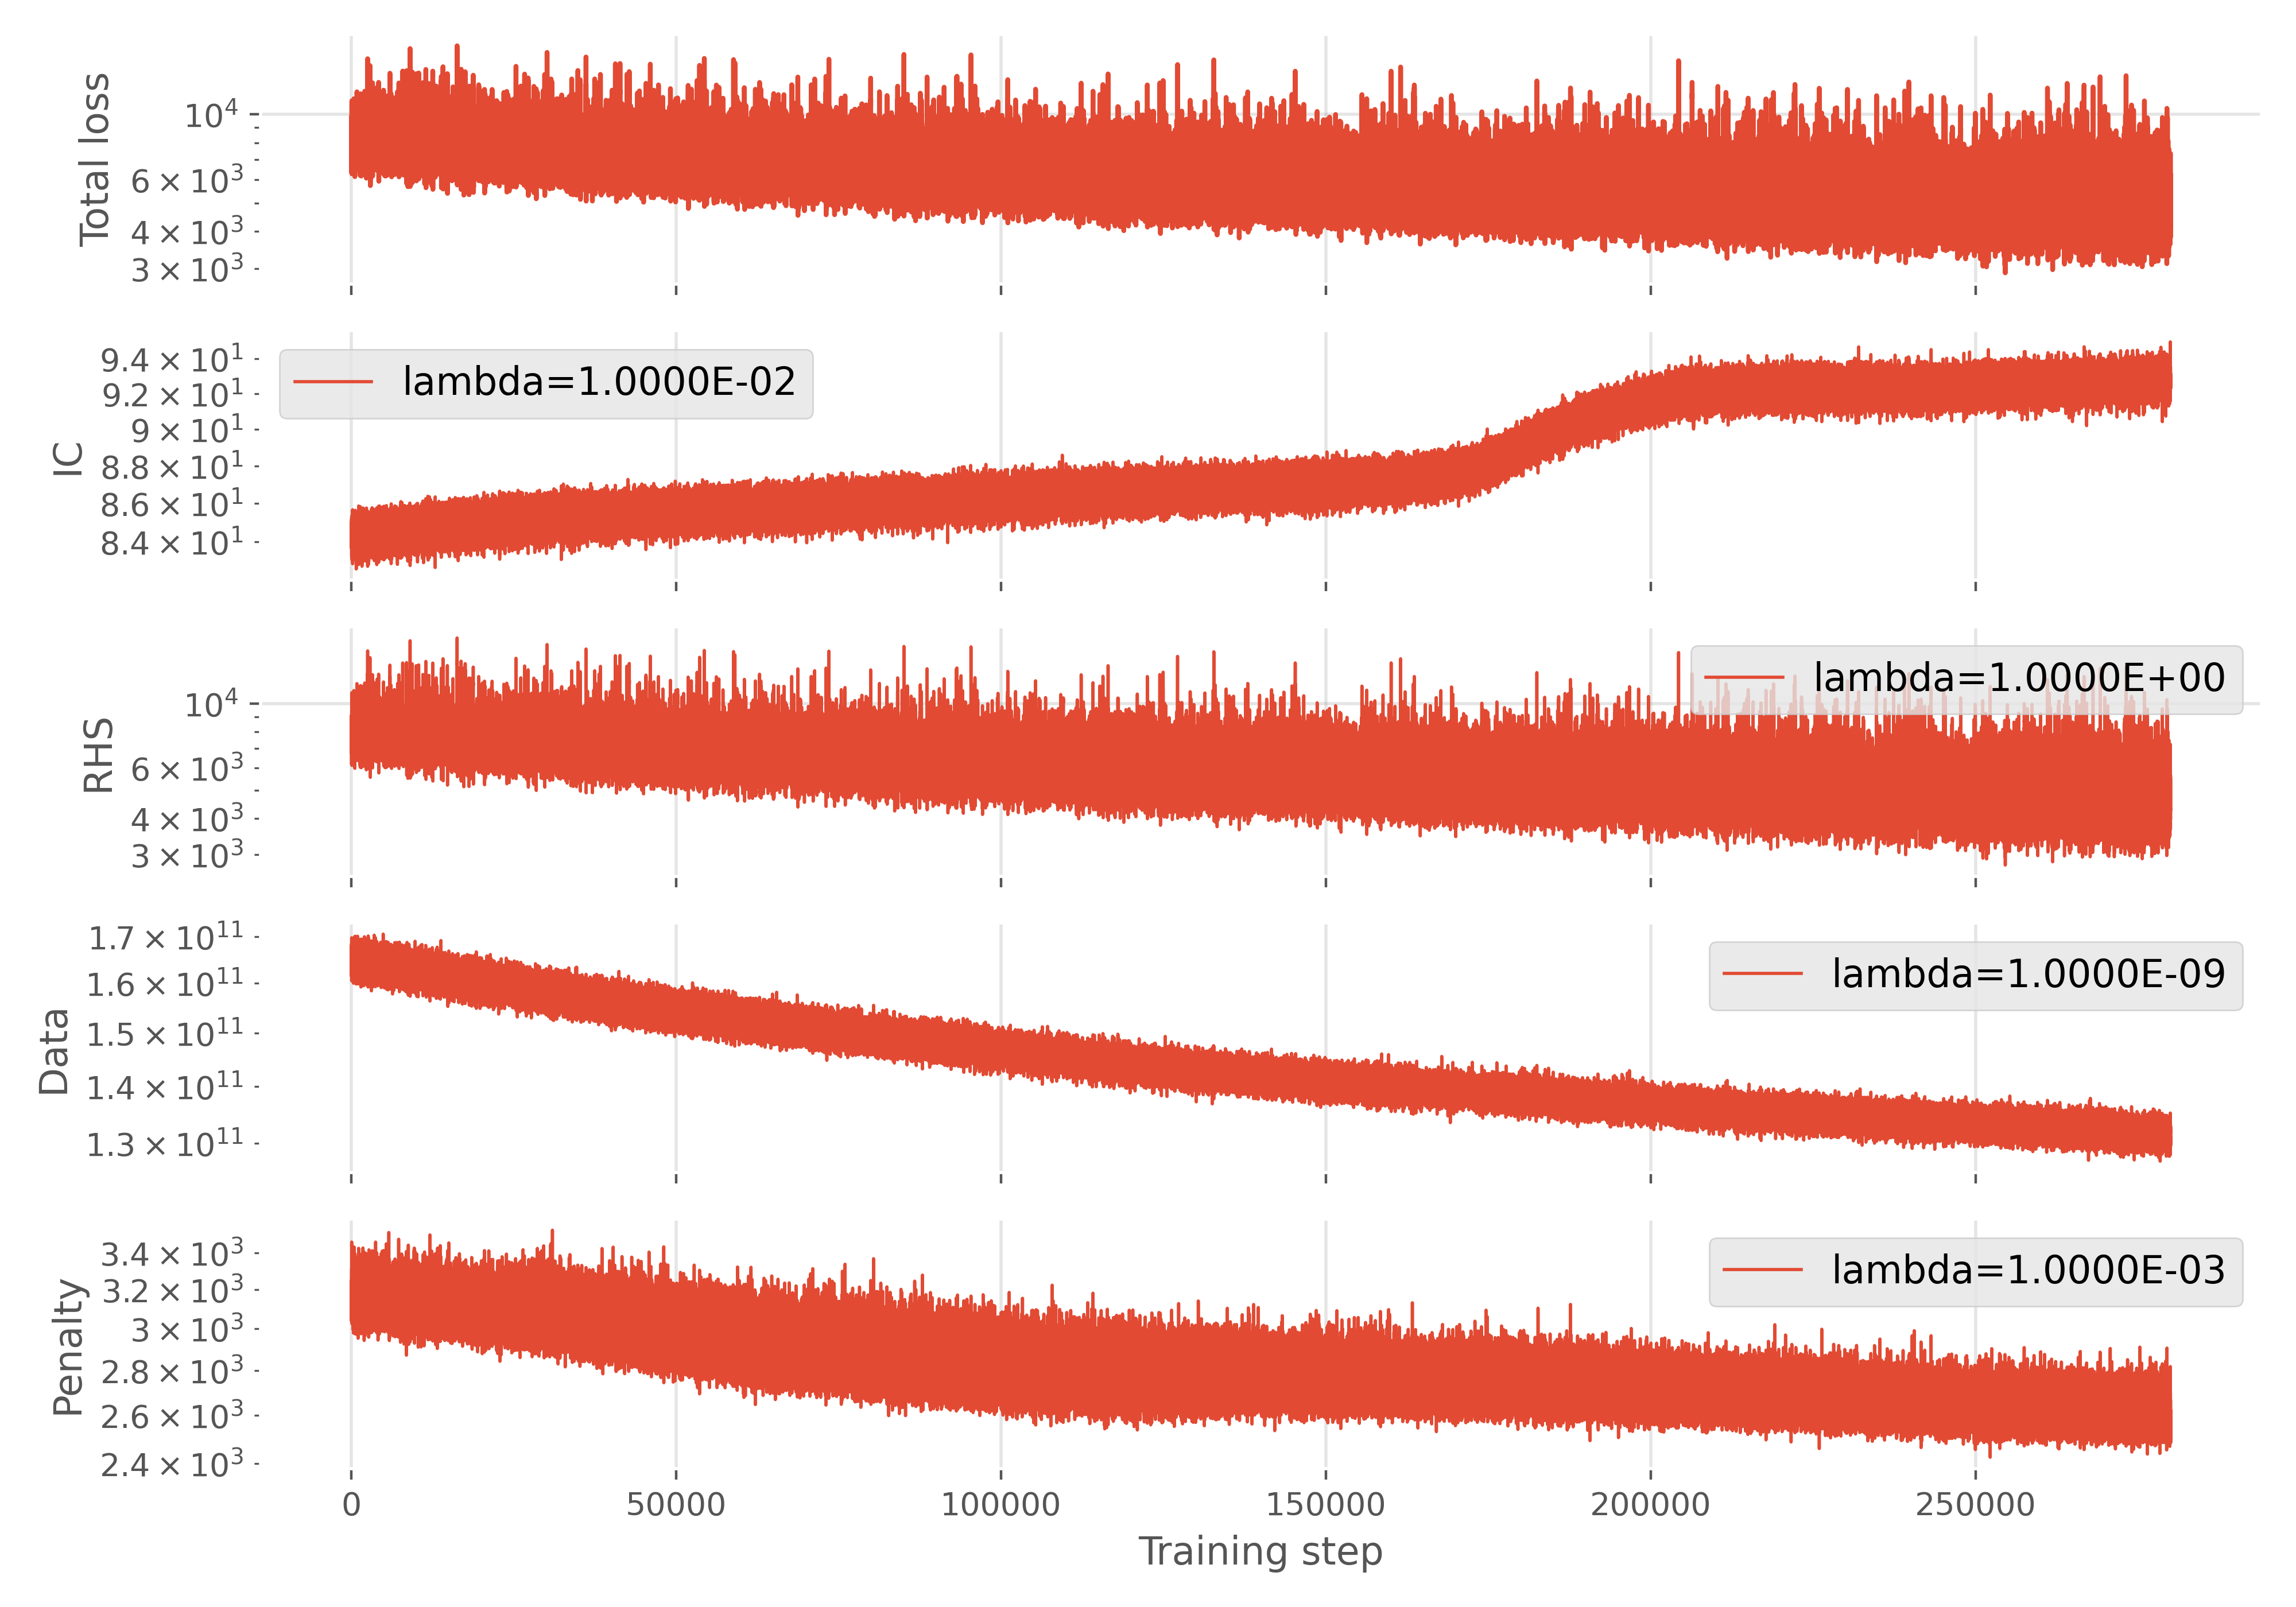 Total loss
10^4
6 × 10^3
4 × 10^3
3 × 10^3
IC
9.4 × 10^1
9.2 × 10^1
9 × 10^1
8.8 × 10^1
8.6 × 10^1
8.4 × 10^1
lambda=1.0000E-02
RHS
10^4
6 × 10^3
4 × 10^3
3 × 10^3
lambda=1.0000E+00
Data
1.7 × 10^11
1.6 × 10^11
1.5 × 10^11
1.4 × 10^11
1.3 × 10^11
lambda=1.0000E-09
Penalty
3.4 × 10^3
3.2 × 10^3
3 × 10^3
2.8 × 10^3
2.6 × 10^3
2.4 × 10^3
lambda=1.0000E-03
0 50000 100000 150000 200000 250000
Training step